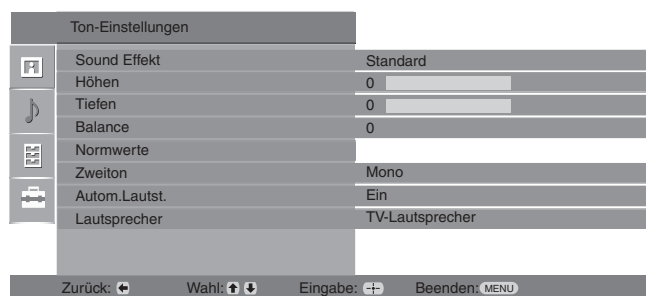 Ton-Einstellungen
Sound Effekt Standard
Höhen 0
Tiefen 0
Balance 0
Normwerte
Zweiton Mono
Autom.Lautst. Ein
Lautsprecher TV-Lautsprecher
Zurück: Wahl: Eingabe: Beenden: MENU